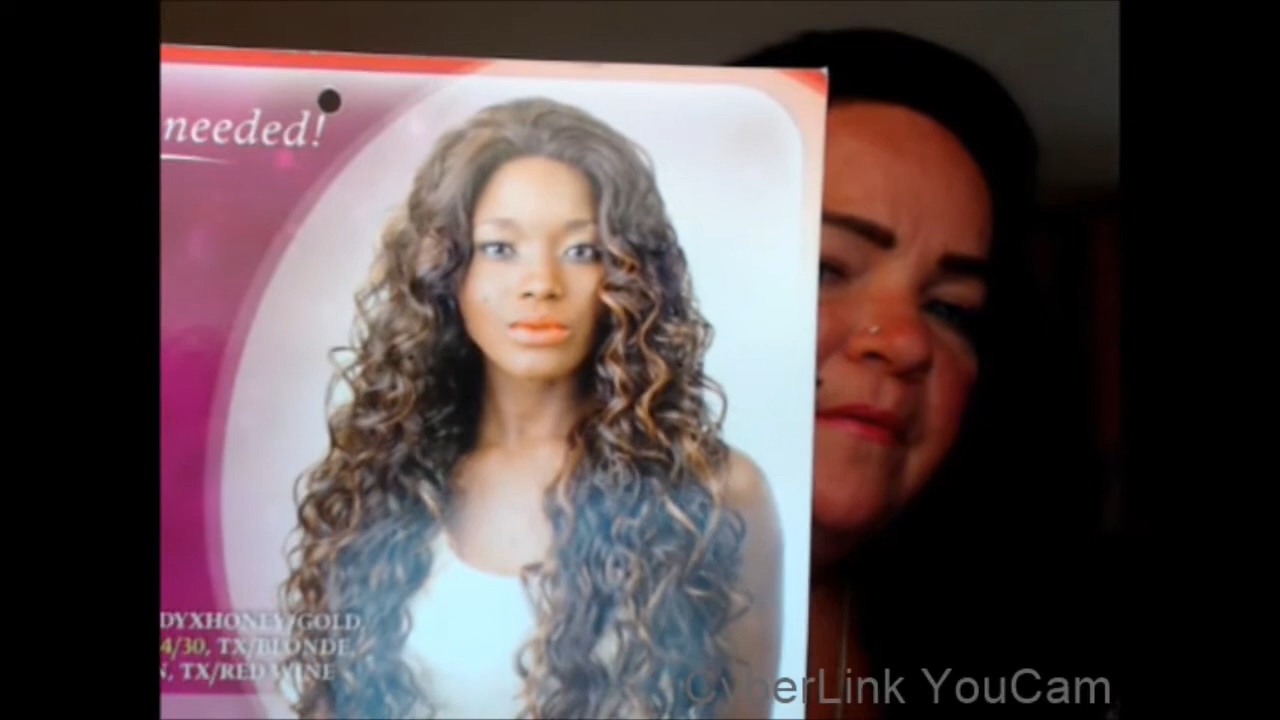 needed!
DYXHONEY/GOLD
4/30, TX/BLONDE,
N, TX/RED WINE
CyberLink YouCam